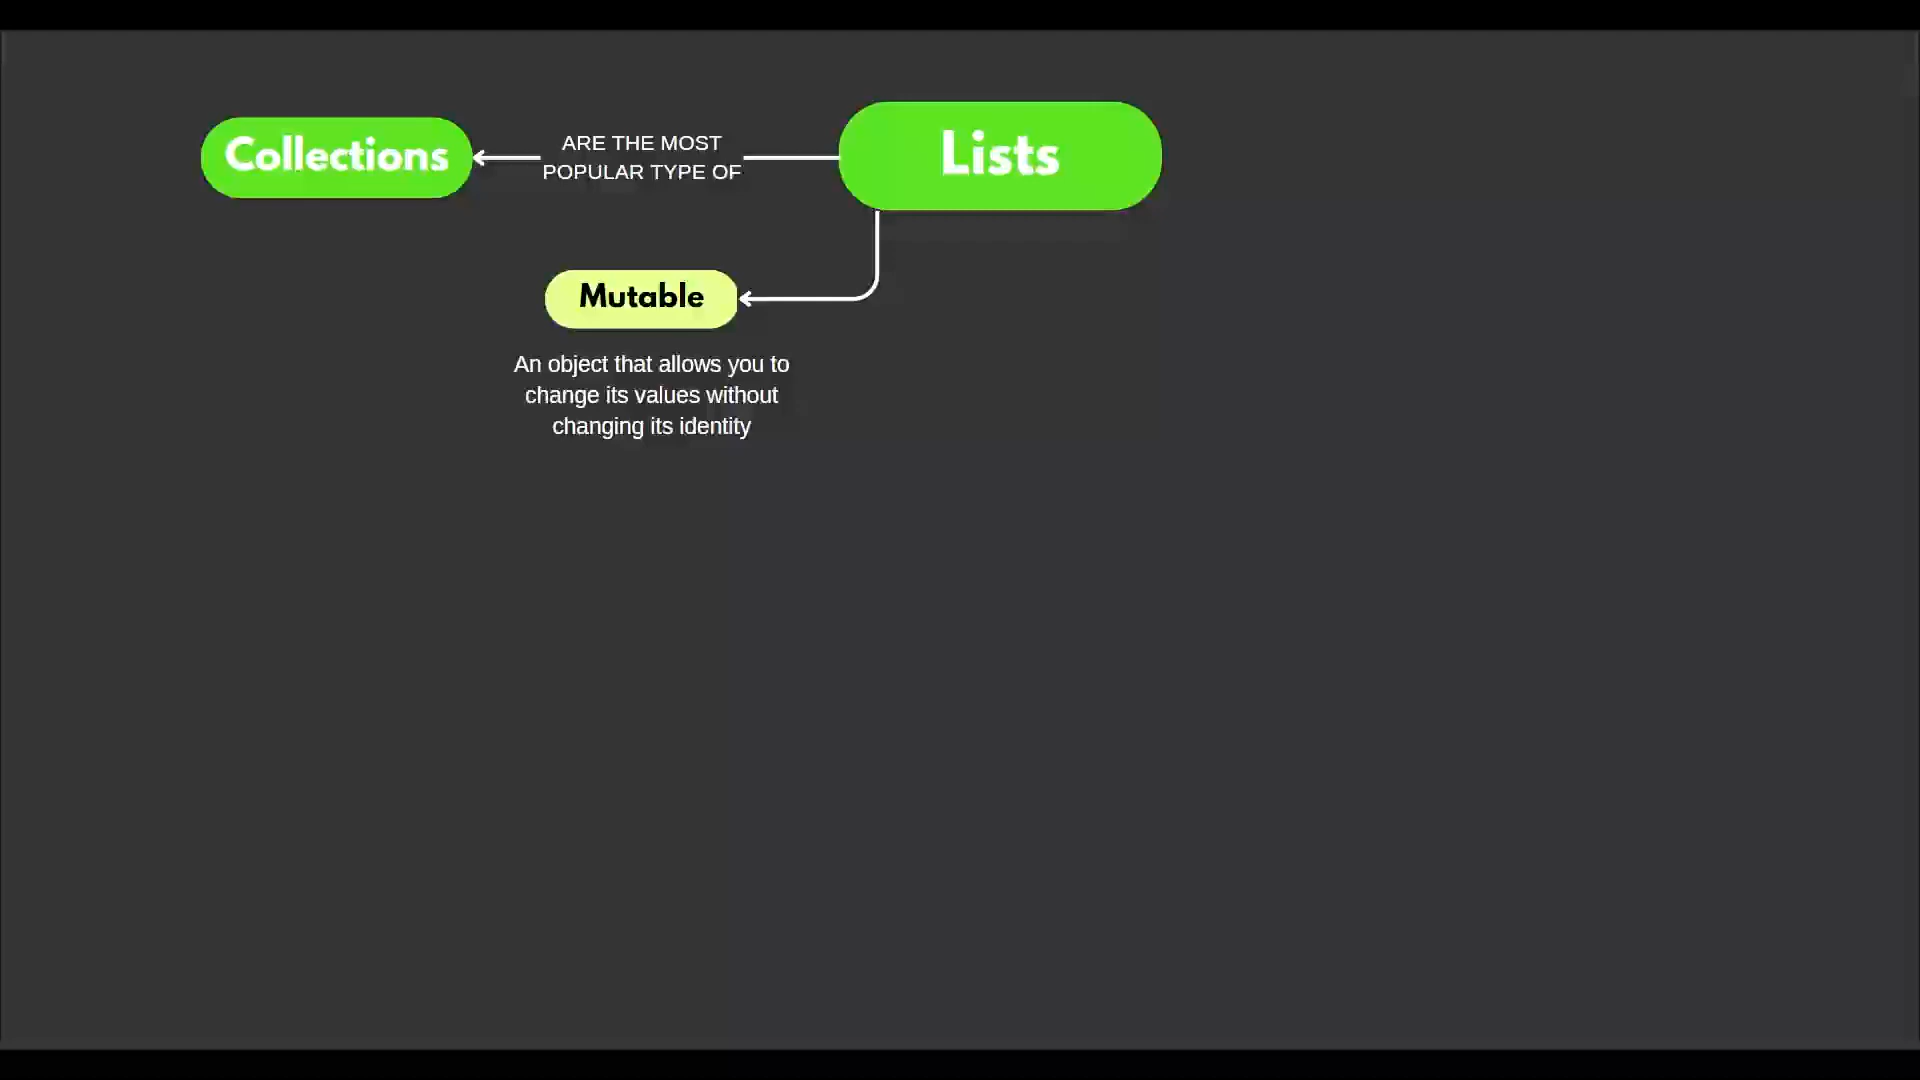 Collections
ARE THE MOST
POPULAR TYPE OF
Lists
Mutable
An object that allows you to
change its values without
changing its identity